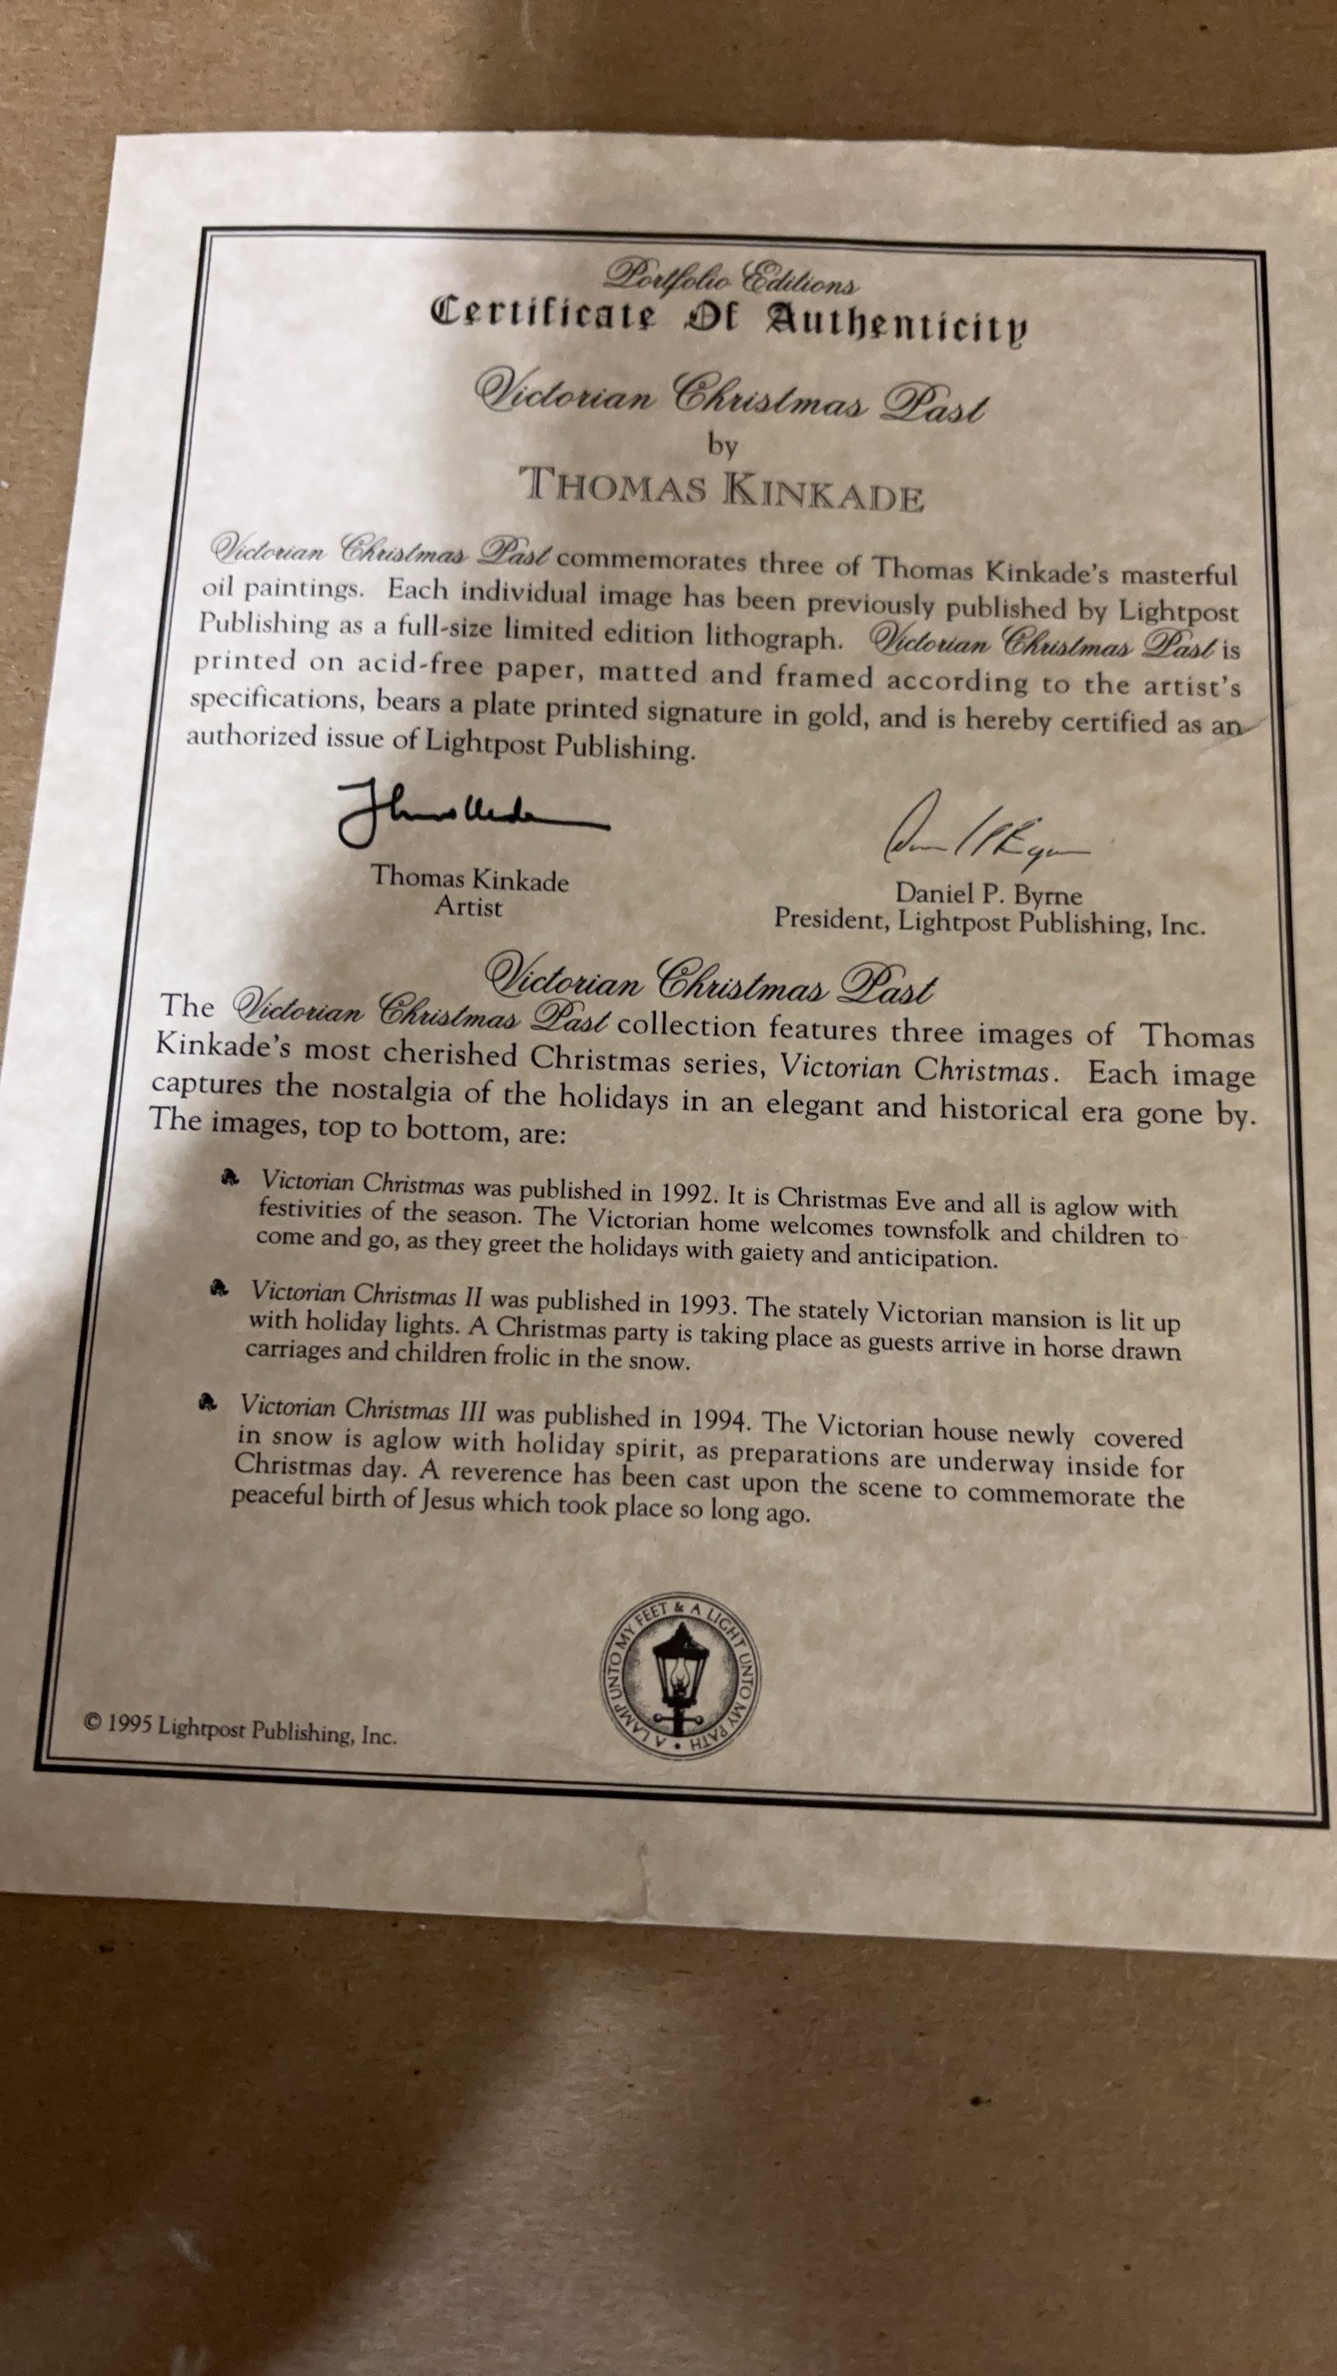 Portfolio Editions
Certificate Of Authenticity
Victorian Christmas Past
by
THOMAS KINKADE
Victorian Christmas Past commemorates three of Thomas Kinkade's masterful
oil paintings. Each individual image has been previously published by Lightpost
Publishing as a full-size limited edition lithograph. Victorian Christmas Past is
printed on acid-free paper, matted and framed according to the artist's
specifications, bears a plate printed signature in gold, and is hereby certified as an
authorized issue of Lightpost Publishing.
Thomas Kinkade
Artist
Daniel P. Byrne
President, Lightpost Publishing, Inc.
Victorian Christmas Past
The Victorian Christmas Past collection features three images of Thomas
Kinkade's most cherished Christmas series, Victorian Christmas. Each image
captures the nostalgia of the holidays in an elegant and historical era gone by.
The images, top to bottom, are:
Victorian Christmas was published in 1992. It is Christmas Eve and all is aglow with
festivities of the season. The Victorian home welcomes townsfolk and children to
come and go, as they greet the holidays with gaiety and anticipation.
Victorian Christmas II was published in 1993. The stately Victorian mansion is lit up
with holiday lights. A Christmas party is taking place as guests arrive in horse drawn
carriages and children frolic in the snow.
Victorian Christmas III was published in 1994. The Victorian house newly covered
in snow is aglow with holiday spirit, as preparations are underway inside for
Christmas day. A reverence has been cast upon the scene to commemorate the
peaceful birth of Jesus which took place so long ago.
A LAMP UNTO MY FEET & A LIGHT UNTO MY PATH •
© 1995 Lightpost Publishing, Inc.